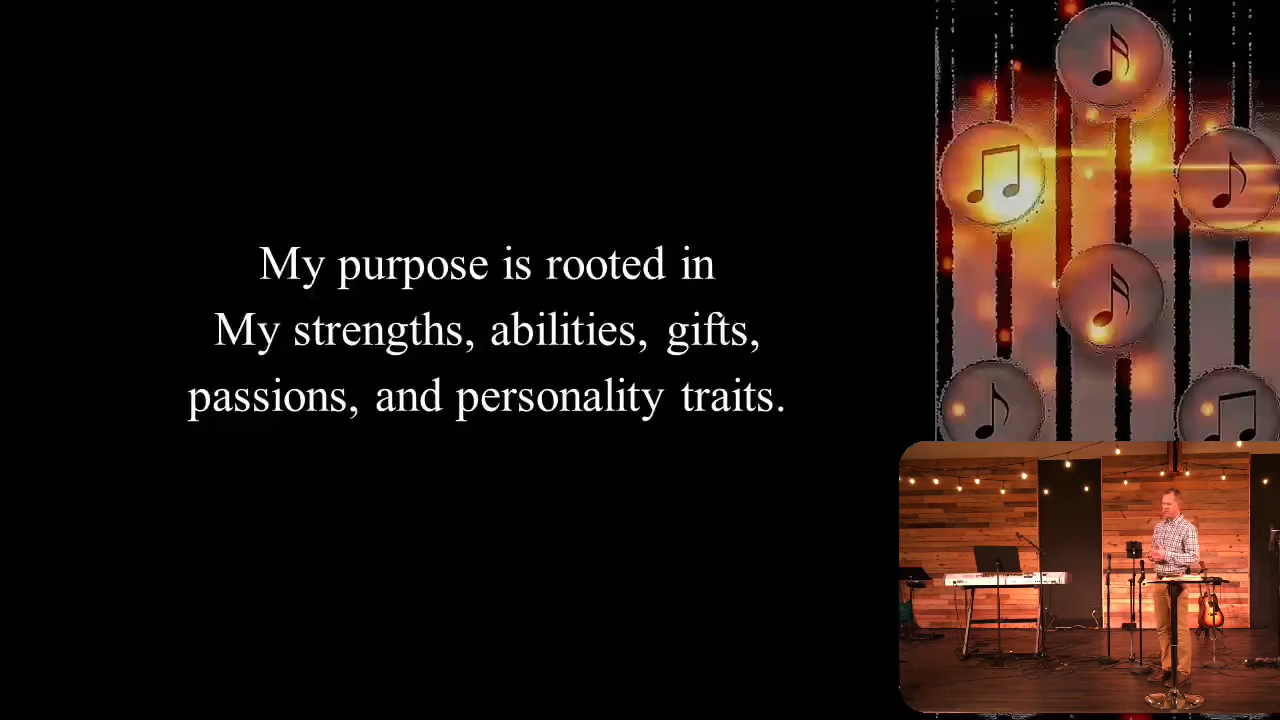 My purpose is rooted in
My strengths, abilities, gifts,
passions, and personality traits.